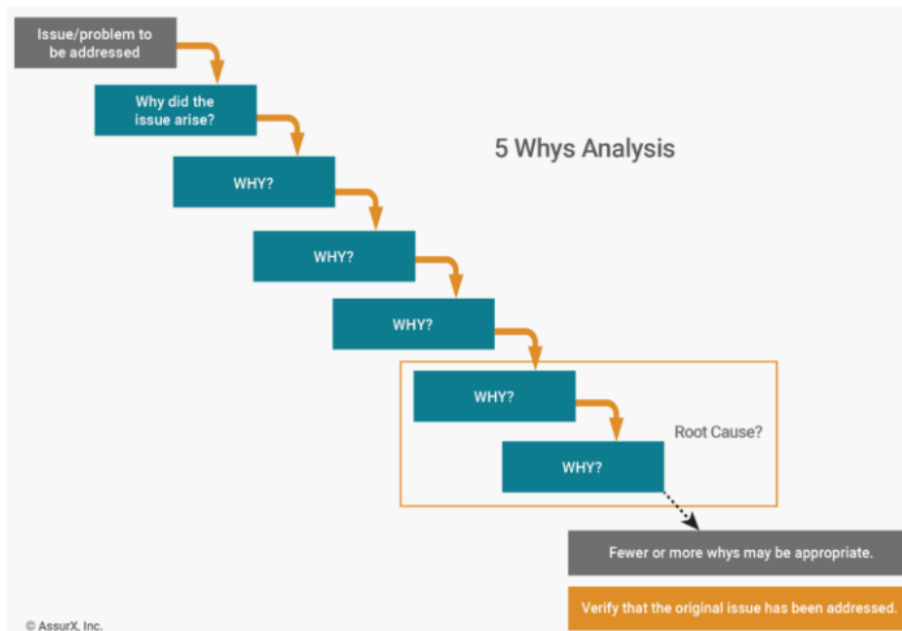 Issue/problem to
be addressed
Why did the
issue arise?
5 Whys Analysis
WHY?
WHY?
WHY?
WHY?
Root Cause?
WHY?
Fewer or more whys may be appropriate.
Verify that the original issue has been addressed.
© AssurX, Inc.